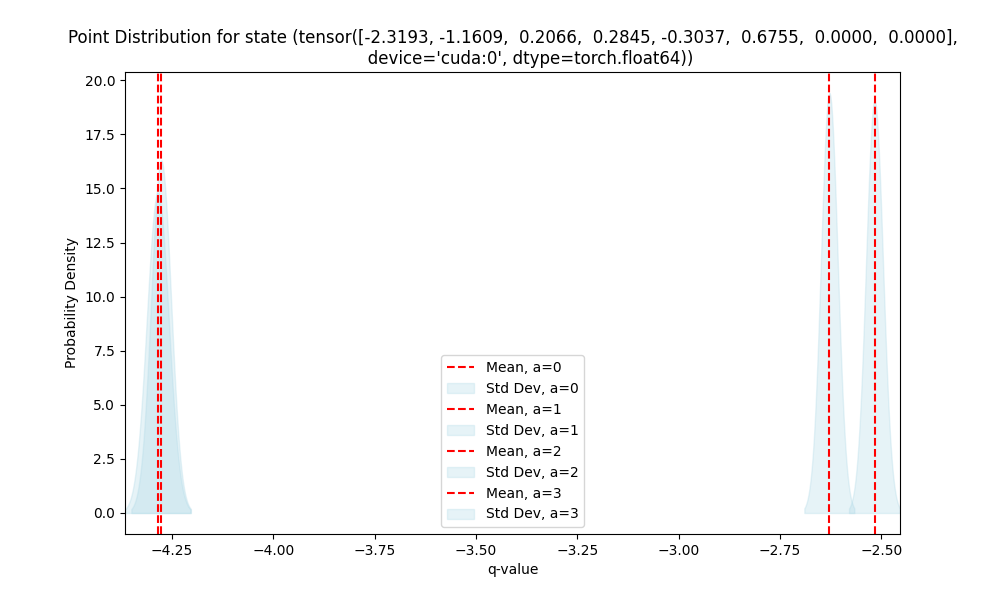 Point Distribution for state (tensor([-2.3193, -1.1609,  0.2066,  0.2845, -0.3037,  0.6755,  0.0000,  0.0000],
device='cuda:0', dtype=torch.float64))
20.0
17.5
15.0
12.5
10.0
7.5
5.0
2.5
0.0
Probability Density
Mean, a=0
Std Dev, a=0
Mean, a=1
Std Dev, a=1
Mean, a=2
Std Dev, a=2
Mean, a=3
Std Dev, a=3
−4.25 −4.00 −3.75 −3.50 −3.25 −3.00 −2.75 −2.50
q-value